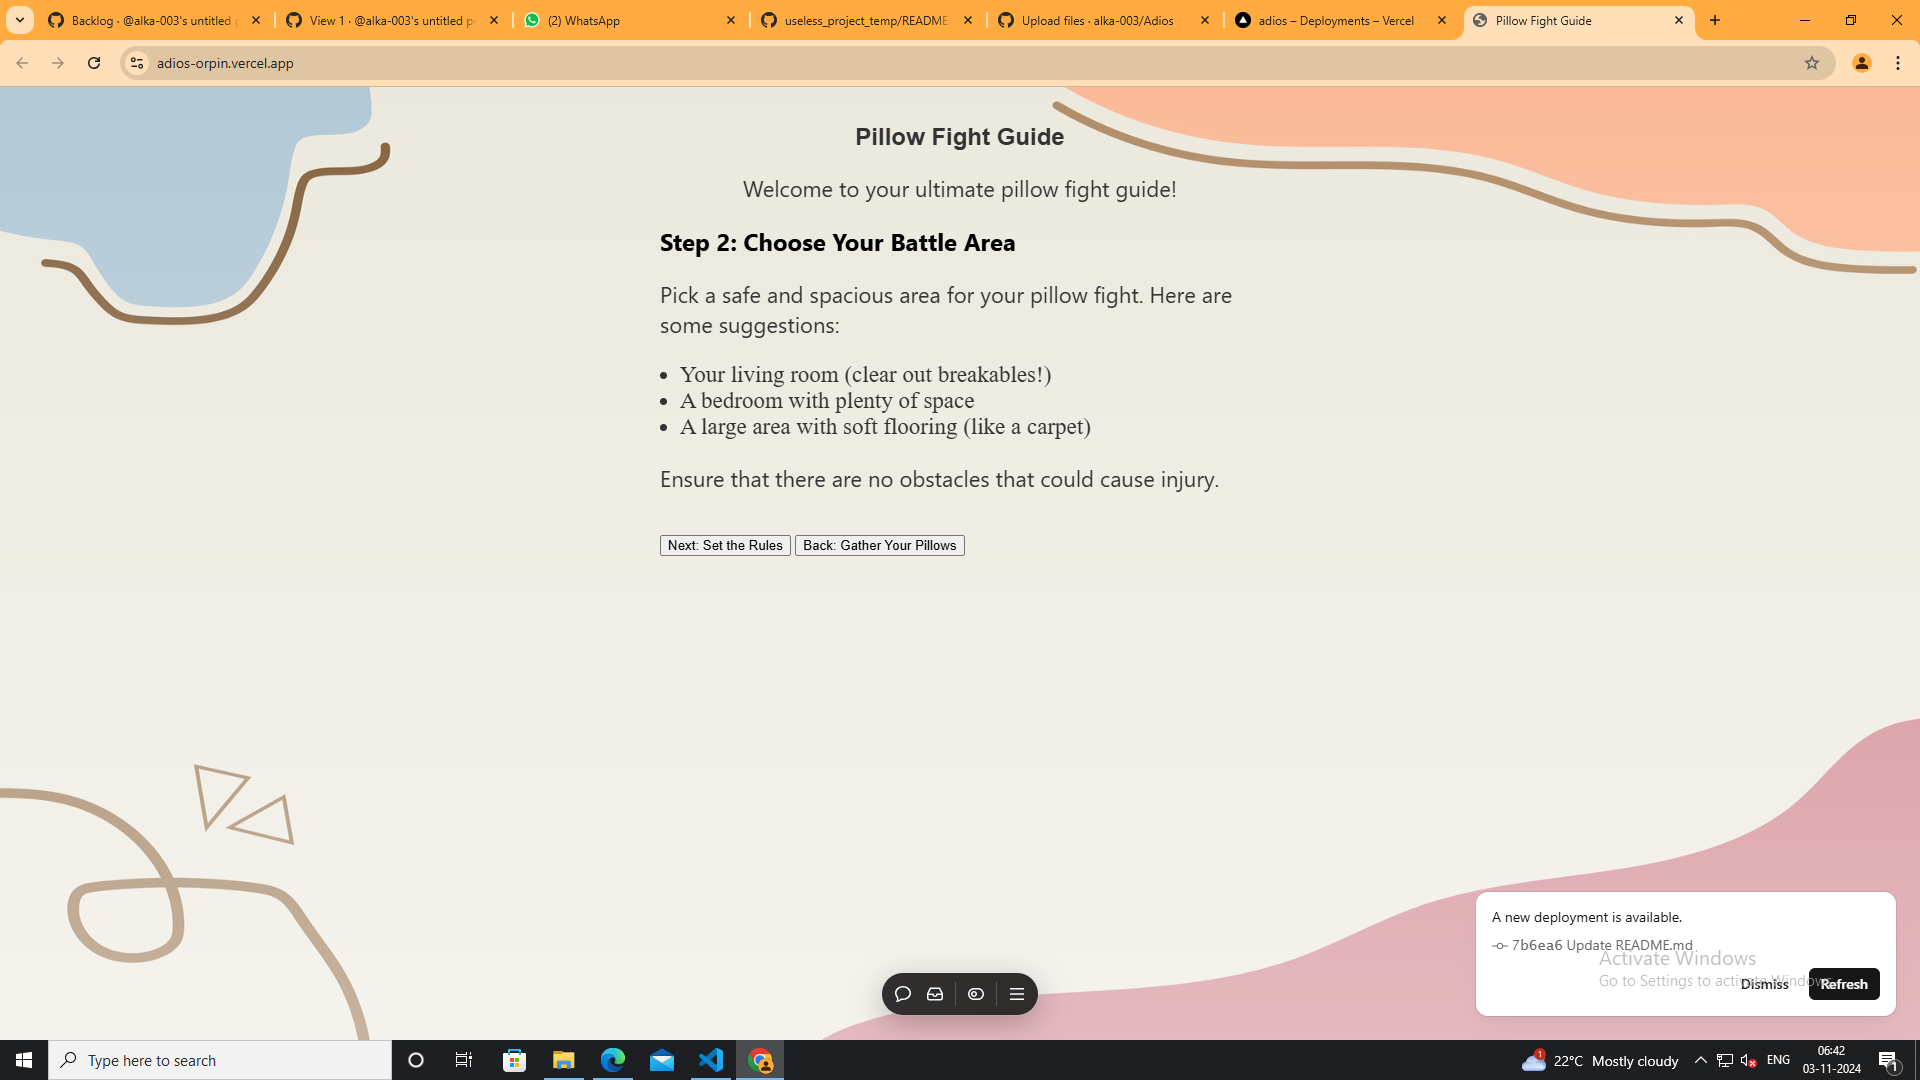 Backlog · @alka-003's untitled p
View 1 · @alka-003's untitled pr
(2) WhatsApp
useless_project_temp/README.
Upload files · alka-003/Adios
adios – Deployments – Vercel
Pillow Fight Guide
adios-orpin.vercel.app
Pillow Fight Guide
Welcome to your ultimate pillow fight guide!
Step 2: Choose Your Battle Area
Pick a safe and spacious area for your pillow fight. Here are
some suggestions:
• Your living room (clear out breakables!)
• A bedroom with plenty of space
• A large area with soft flooring (like a carpet)
Ensure that there are no obstacles that could cause injury.
Next: Set the Rules
Back: Gather Your Pillows
A new deployment is available.
7b6ea6 Update README.md
Activate Windows
Go to Settings to activate Windows.
Dismiss
Refresh
Type here to search
1
22°C Mostly cloudy
ENG
06:42
03-11-2024
1